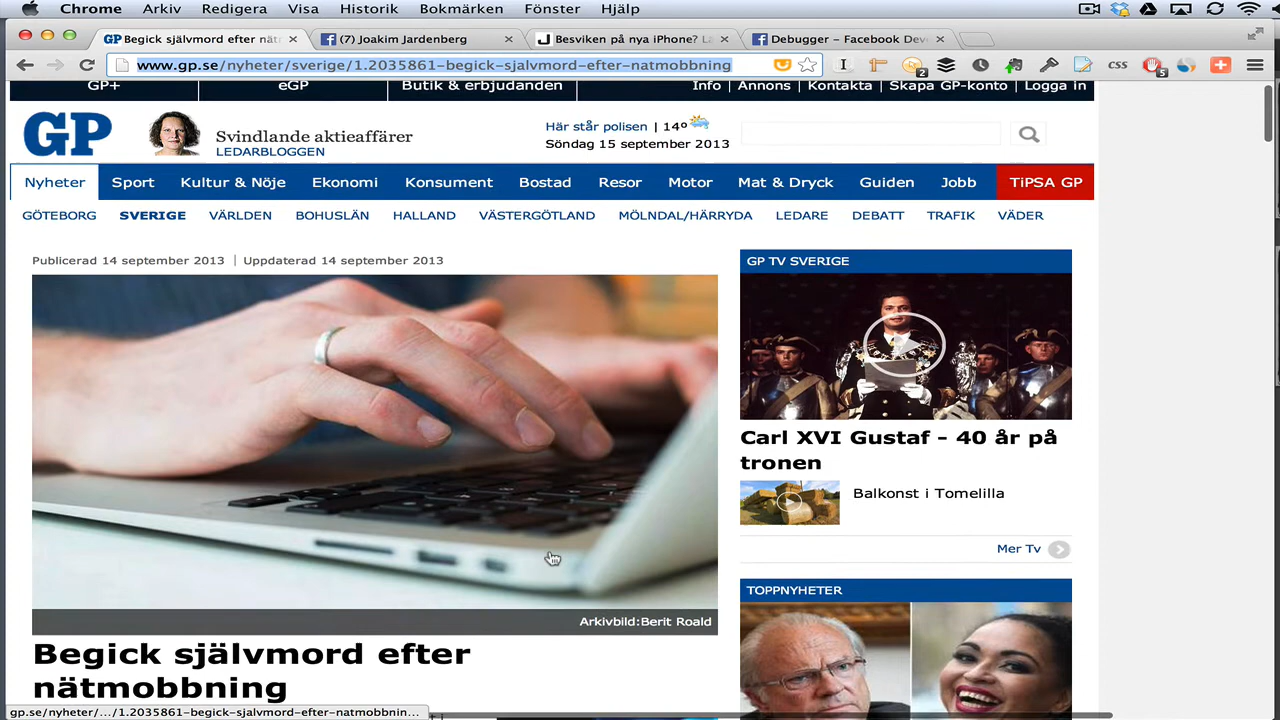 Chrome Arkiv Redigera Visa Historik Bokmärken Fönster Hjälp
GP Begick självmord efter nät
(7) Joakim Jardenberg
Besviken på nya iPhone? L
Debugger – Facebook Dev
www.gp.se/nyheter/sverige/1.2035861-begick-sjalvmord-efter-natmobbning
2
CSS
5
GP+ eGP Butik & erbjudanden Info | Annons | Kontakta | Skapa GP-konto | Logga in
GP
Svindlande aktieaffärer
LEDARBLOGGEN
Här står polisen | 14°
Söndag 15 september 2013
Nyheter Sport Kultur & Nöje Ekonomi Konsument Bostad Resor Motor Mat & Dryck Guiden Jobb TiPSA GP
GÖTEBORG SVERIGE VÄRLDEN BOHUSLÄN HALLAND VÄSTERGÖTLAND MÖLNDAL/HÄRRYDA LEDARE DEBATT TRAFIK VÄDER
Publicerad 14 september 2013 | Uppdaterad 14 september 2013
Arkivbild:Berit Roald
Begick självmord efter
nätmobbning
GP TV SVERIGE
Carl XVI Gustaf – 40 år på
tronen
Balkonst i Tomelilla
Mer Tv
TOPPNYHETER
gp.se/nyheter/.../1.2035861-begick-sjalvmord-efter-natmobbnin...